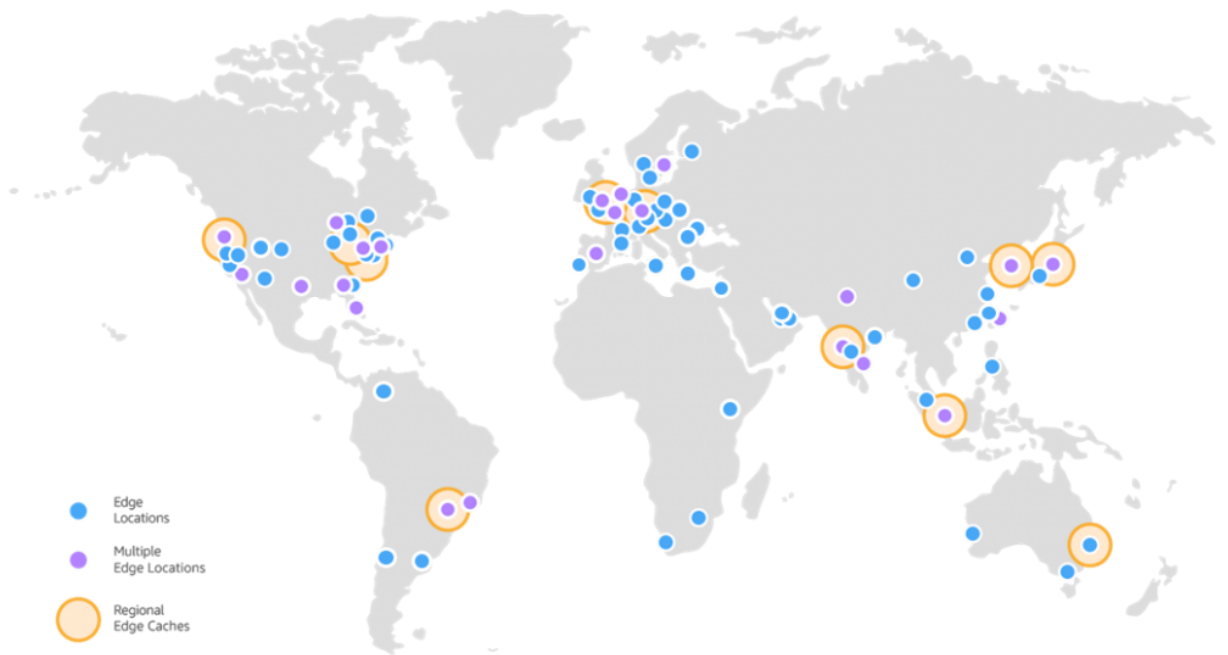 Edge
Locations
Multiple
Edge Locations
Regional
Edge Caches